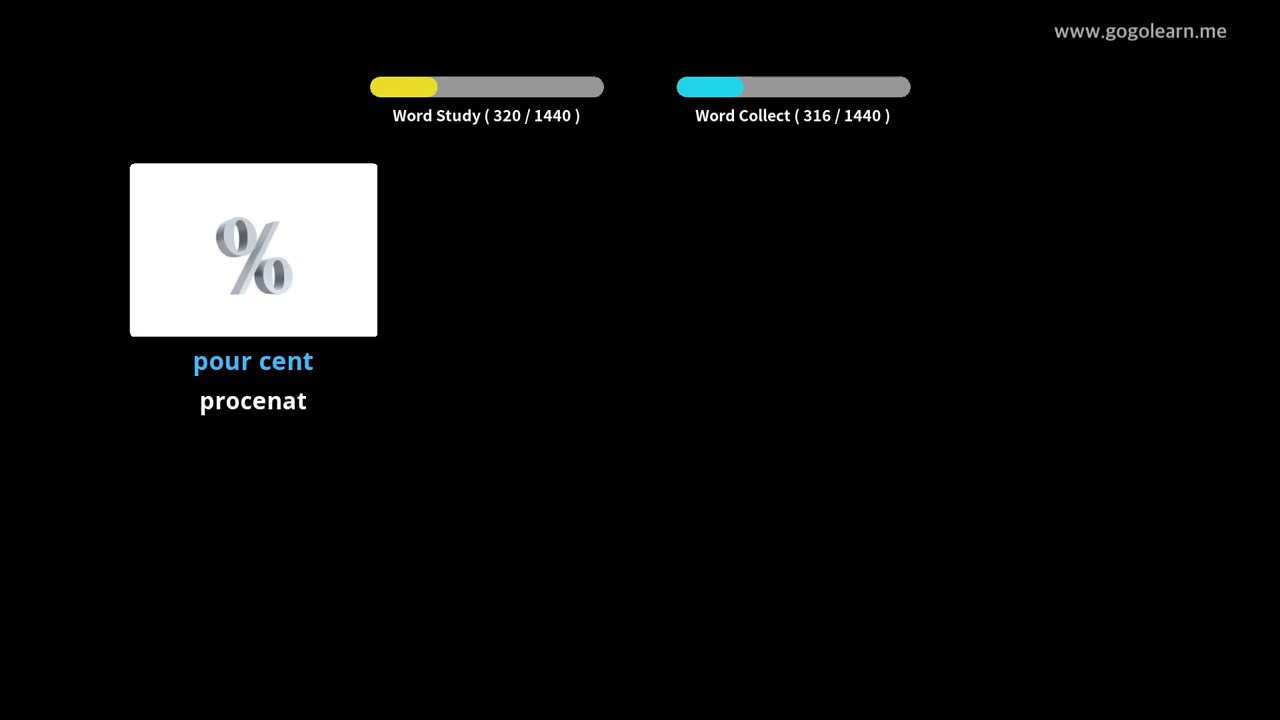 www.gogolearn.me
Word Study ( 320 / 1440 )
Word Collect ( 316 / 1440 )
%
pour cent
procenat